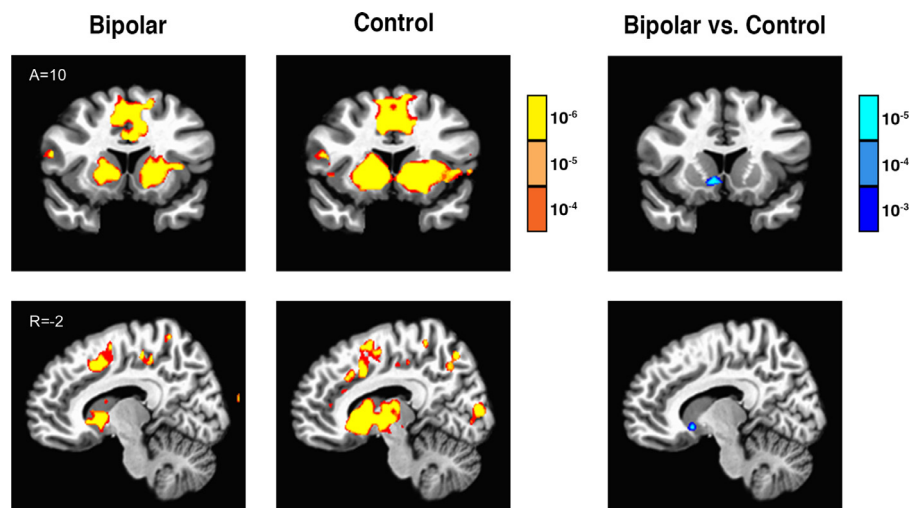 Bipolar
Control
Bipolar vs. Control
A=10
10⁻⁶
10⁻⁵
10⁻⁴
10⁻⁵
10⁻⁴
10⁻³
R=-2